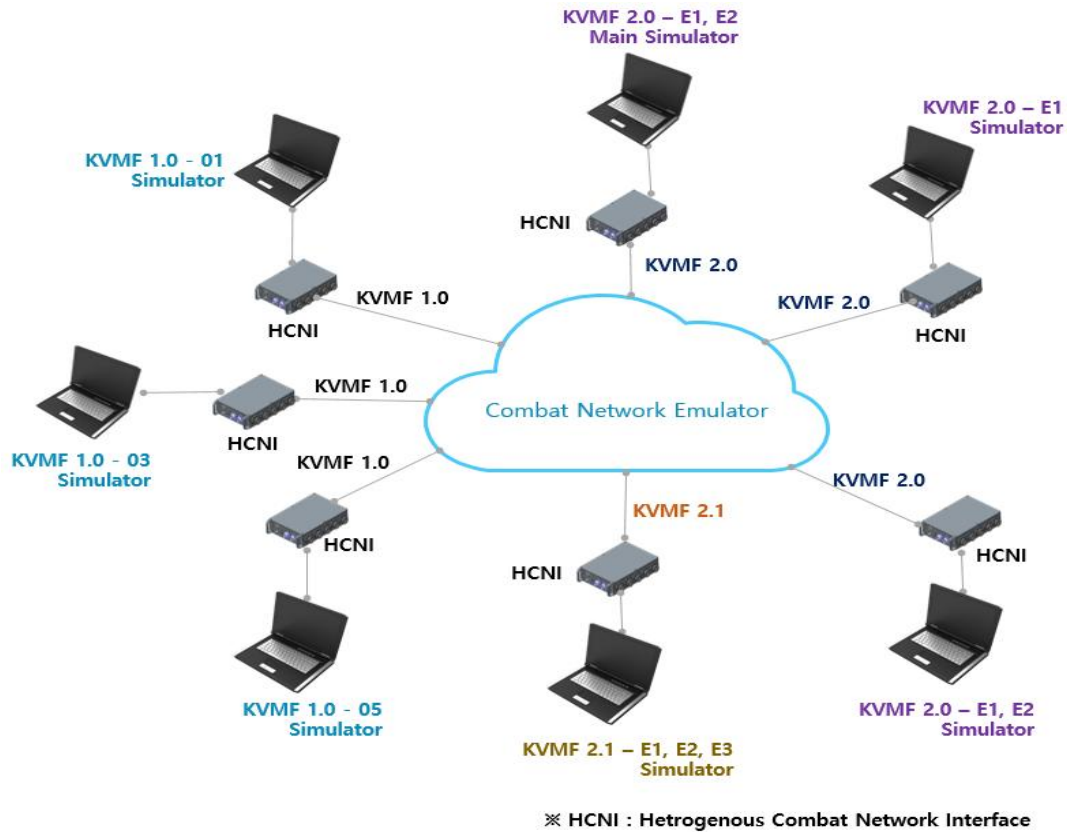 KVMF 2.0 – E1, E2
Main Simulator
KVMF 2.0 – E1
Simulator
KVMF 1.0 - 01
Simulator
HCNI
KVMF 2.0
KVMF 1.0
HCNI
KVMF 2.0
HCNI
KVMF 1.0
HCNI
KVMF 1.0 - 03
Simulator
Combat Network Emulator
KVMF 1.0
HCNI
KVMF 2.1
HCNI
KVMF 2.0
HCNI
KVMF 1.0 - 05
Simulator
KVMF 2.1 – E1, E2, E3
Simulator
KVMF 2.0 – E1, E2
Simulator
※ HCNI : Hetrogenous Combat Network Interface